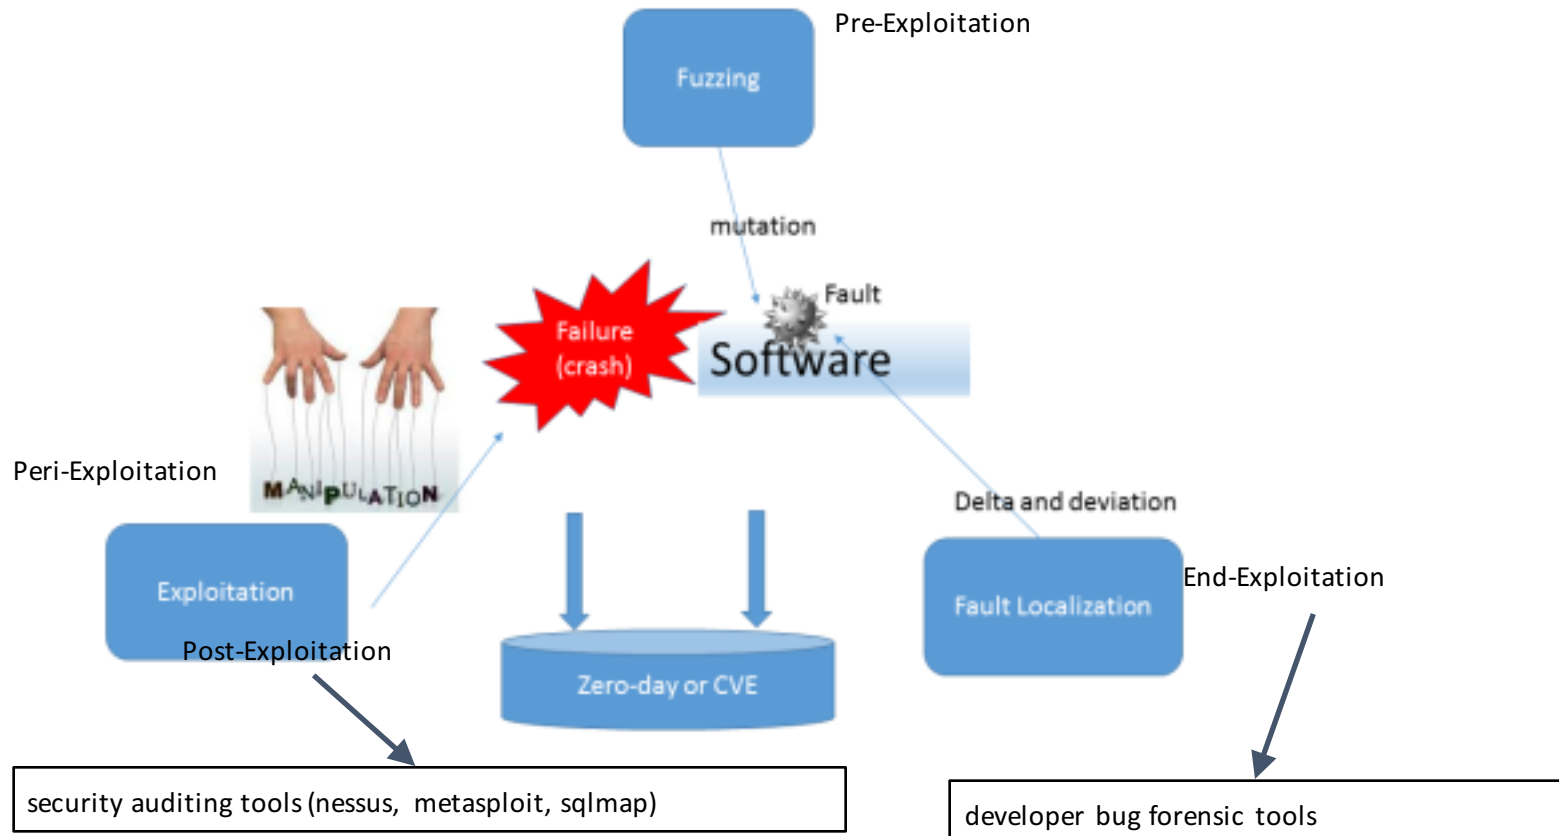 Pre-Exploitation
Fuzzing
mutation
Fault
Failure
(crash)
Software
MANIPULATION
Peri-Exploitation
Delta and deviation
Exploitation
End-Exploitation
Fault Localization
Post-Exploitation
Zero-day or CVE
security auditing tools (nessus, metasploit, sqlmap)
developer bug forensic tools